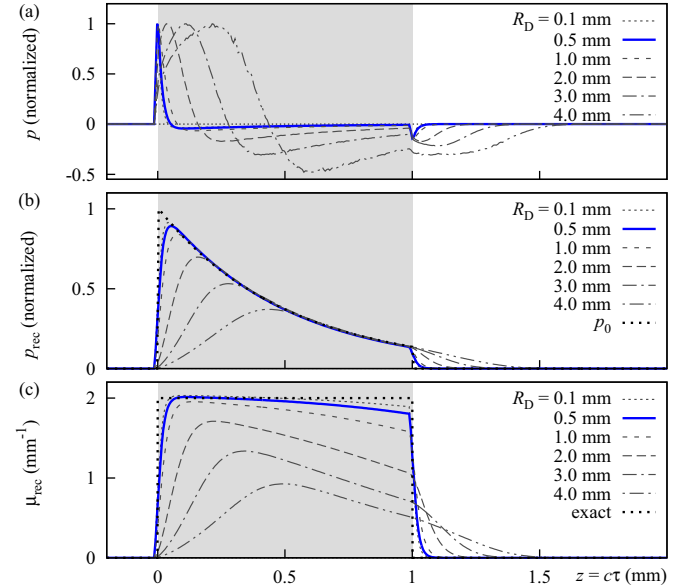 (a)
p (normalized)
1
0.5
0
-0.5
R_D = 0.1 mm
0.5 mm
1.0 mm
2.0 mm
3.0 mm
4.0 mm
(b)
p_rec (normalized)
1
0.5
0
R_D = 0.1 mm
0.5 mm
1.0 mm
2.0 mm
3.0 mm
4.0 mm
p_0
(c)
μ_rec (mm⁻¹)
2
1
0
R_D = 0.1 mm
0.5 mm
1.0 mm
2.0 mm
3.0 mm
4.0 mm
exact
0 0.5 1 1.5 z = cτ (mm)